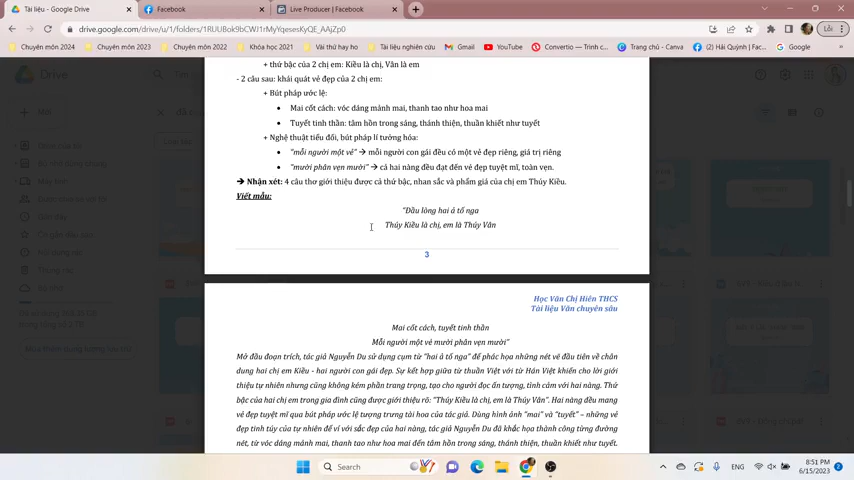 Tài liệu - Google Drive
Facebook
Live Producer | Facebook
drive.google.com/drive/u/1/folders/1RUUBok9bCWJ1rMyYqesesKyQE_AAjZp0
Lỗi
Chuyên môn 2024
Chuyên môn 2023
Chuyên môn 2022
Khóa học 2021
Vải thư hay ho
Tài liệu nghiên cứu
Gmail
YouTube
Convertio — Trình c...
Trang chủ - Canva
(2) Hải Quỳnh | Face...
Google
Drive
+ thứ bậc của 2 chị em: Kiều là chị, Vân là em
- 2 câu sau: khái quát vẻ đẹp của 2 chị em:
+ Bút pháp ước lệ:
• Mai cốt cách: vóc dáng mảnh mai, thanh tao như hoa mai
• Tuyết tinh thần: tâm hồn trong sáng, thánh thiện, thuần khiết như tuyết
+ Nghệ thuật tiểu đối, bút pháp lí tưởng hóa:
• "mỗi người một vẻ" → mỗi người con gái đều có một vẻ đẹp riêng, giá trị riêng
• "mười phân vẹn mười" → cả hai nàng đều đạt đến vẻ đẹp tuyệt mĩ, toàn vẹn.
➔ Nhận xét: 4 câu thơ giới thiệu được cả thứ bậc, nhan sắc và phẩm giá của chị em Thúy Kiều.
Viết mẫu:
"Đầu lòng hai ả tố nga
Thúy Kiều là chị, em là Thúy Vân
3
Học Văn Chị Hiên THCS
Tài liệu Văn chuyên sâu
Mai cốt cách, tuyết tinh thần
Mỗi người một vẻ mười phân vẹn mười"
Mở đầu đoạn trích, tác giả Nguyễn Du sử dụng cụm từ "hai ả tố nga" để phác họa những nét vẽ đầu tiên về chân
dung hai chị em Kiều - hai người con gái đẹp. Sự kết hợp giữa từ thuần Việt với từ Hán Việt khiến cho lời giới
thiệu tự nhiên nhưng cũng không kém phần trang trọng, tạo cho người đọc ấn tượng, tình cảm với hai nàng. Thứ
bậc của hai chị em trong gia đình cũng được giới thiệu rõ: "Thúy Kiều là chị, em là Thúy Vân". Hai nàng đều mang
vẻ đẹp tuyệt mĩ qua bút pháp ước lệ tượng trưng tài hoa của tác giả. Dùng hình ảnh "mai" và "tuyết" – những vẻ
đẹp tinh túy của tự nhiên để ví với sắc đẹp của hai nàng, tác giả Nguyễn Du đã khắc họa thành công từng đường
nét, từ vóc dáng mảnh mai, thanh tao như hoa mai đến tâm hồn trong sáng, thánh thiện, thuần khiết như tuyết.
Search
ENG
8:51 PM
6/15/2023